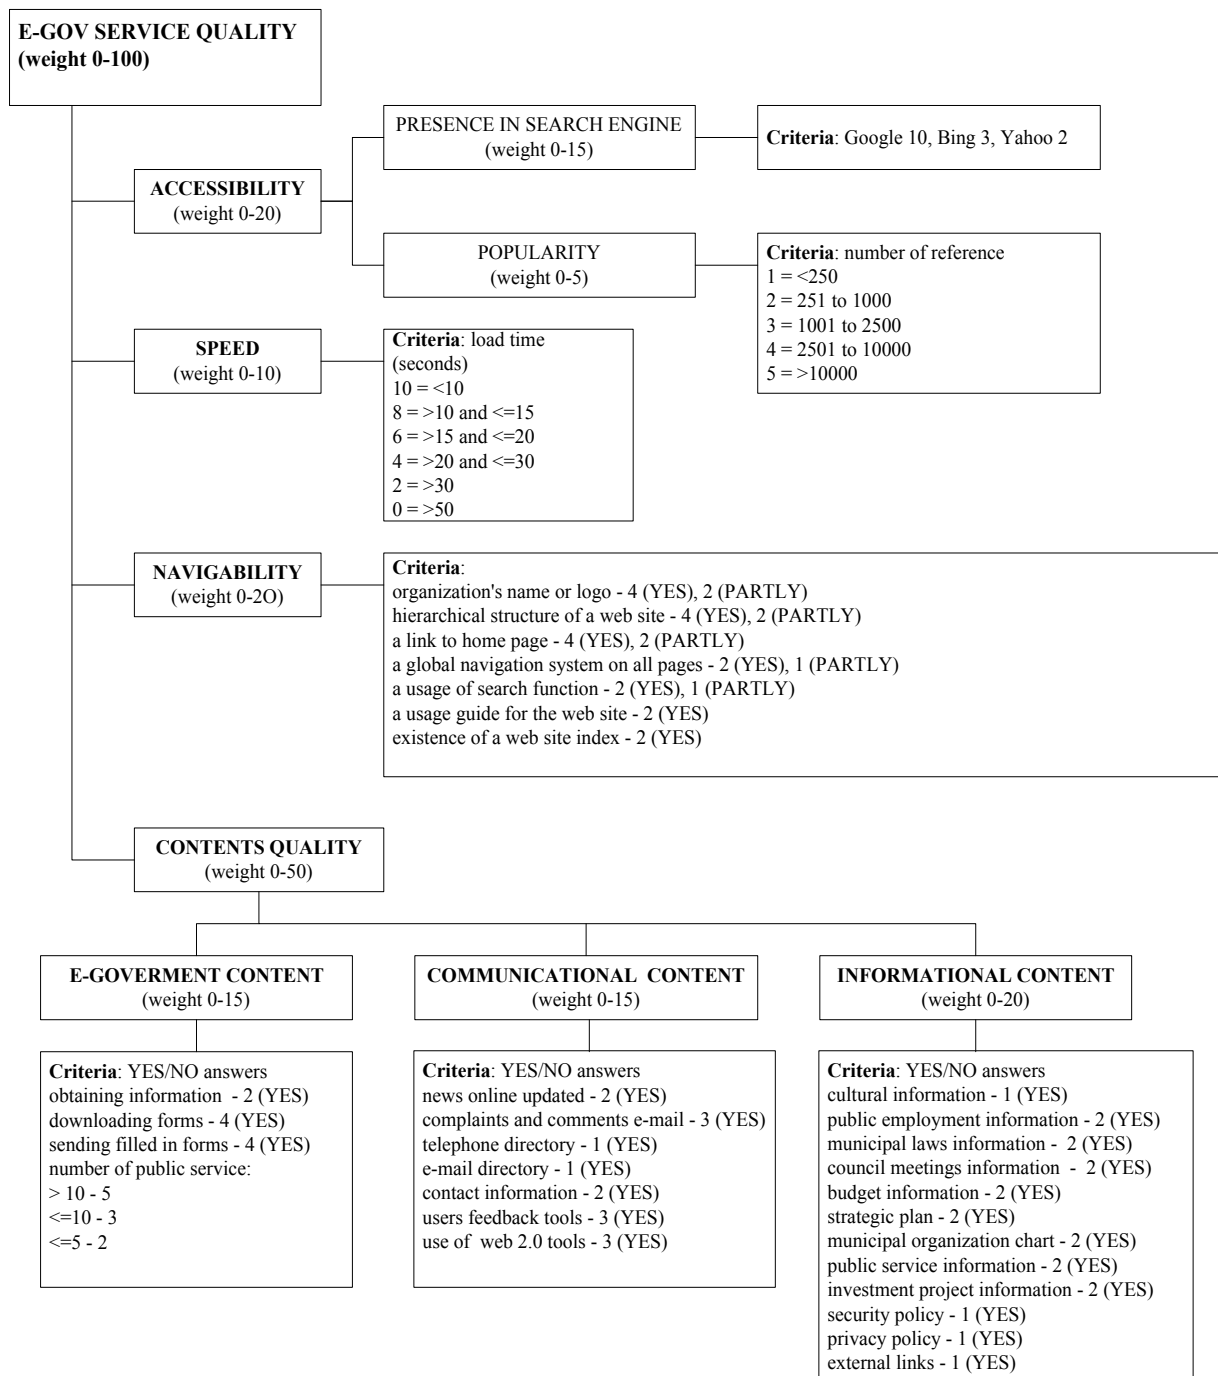 E-GOV SERVICE QUALITY
(weight 0-100)
PRESENCE IN SEARCH ENGINE
(weight 0-15)
Criteria: Google 10, Bing 3, Yahoo 2
ACCESSIBILITY
(weight 0-20)
POPULARITY
(weight 0-5)
Criteria: number of reference
1 = <250
2 = 251 to 1000
3 = 1001 to 2500
4 = 2501 to 10000
5 = >10000
SPEED
(weight 0-10)
Criteria: load time
(seconds)
10 = <10
8 = >10 and <=15
6 = >15 and <=20
4 = >20 and <=30
2 = >30
0 = >50
NAVIGABILITY
(weight 0-2O)
Criteria:
organization's name or logo - 4 (YES), 2 (PARTLY)
hierarchical structure of a web site - 4 (YES), 2 (PARTLY)
a link to home page - 4 (YES), 2 (PARTLY)
a global navigation system on all pages - 2 (YES), 1 (PARTLY)
a usage of search function - 2 (YES), 1 (PARTLY)
a usage guide for the web site - 2 (YES)
existence of a web site index - 2 (YES)
CONTENTS QUALITY
(weight 0-50)
E-GOVERMENT CONTENT
(weight 0-15)
Criteria: YES/NO answers
obtaining information - 2 (YES)
downloading forms - 4 (YES)
sending filled in forms - 4 (YES)
number of public service:
> 10 - 5
<=10 - 3
<=5 - 2
COMMUNICATIONAL CONTENT
(weight 0-15)
Criteria: YES/NO answers
news online updated - 2 (YES)
complaints and comments e-mail - 3 (YES)
telephone directory - 1 (YES)
e-mail directory - 1 (YES)
contact information - 2 (YES)
users feedback tools - 3 (YES)
use of web 2.0 tools - 3 (YES)
INFORMATIONAL CONTENT
(weight 0-20)
Criteria: YES/NO answers
cultural information - 1 (YES)
public employment information - 2 (YES)
municipal laws information - 2 (YES)
council meetings information - 2 (YES)
budget information - 2 (YES)
strategic plan - 2 (YES)
municipal organization chart - 2 (YES)
public service information - 2 (YES)
investment project information - 2 (YES)
security policy - 1 (YES)
privacy policy - 1 (YES)
external links - 1 (YES)